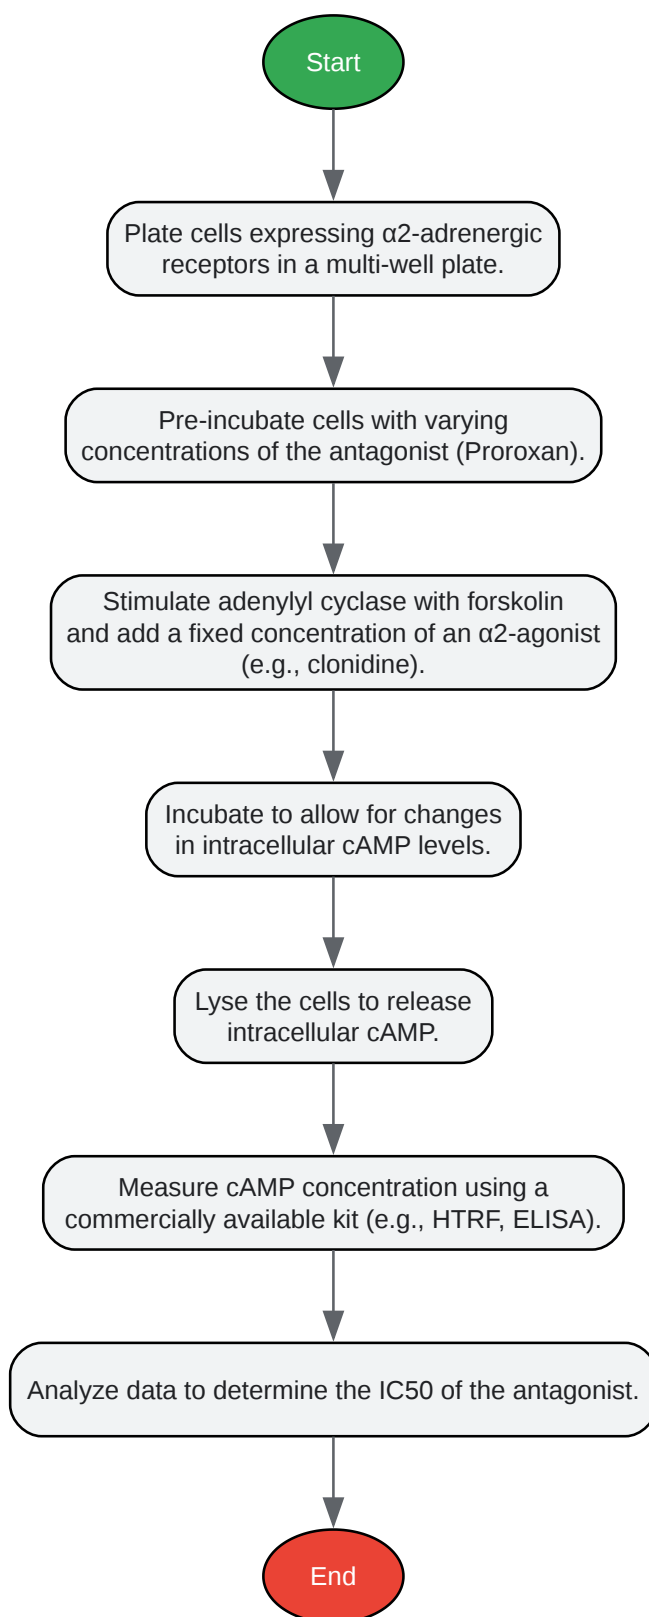 Start
Plate cells expressing α2-adrenergic
receptors in a multi-well plate.
Pre-incubate cells with varying
concentrations of the antagonist (Proroxan).
Stimulate adenylyl cyclase with forskolin
and add a fixed concentration of an α2-agonist
(e.g., clonidine).
Incubate to allow for changes
in intracellular cAMP levels.
Lyse the cells to release
intracellular cAMP.
Measure cAMP concentration using a
commercially available kit (e.g., HTRF, ELISA).
Analyze data to determine the IC50 of the antagonist.
End